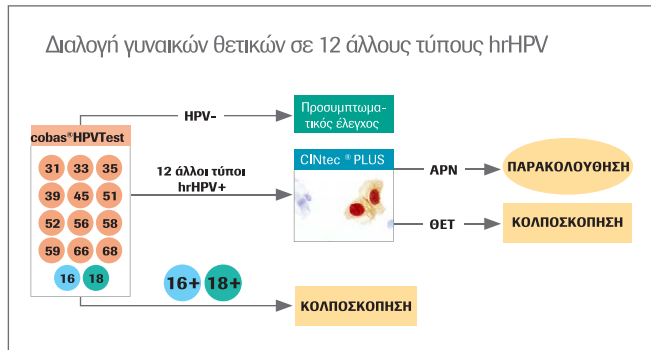 Διαλογή γυναικών θετικών σε 12 άλλους τύπους hrHPV
HPV-
Προσυμπτωμα-
τικός έλεγχος
cobas®HPVTest
31 33 35
39 45 51
52 56 58
59 66 68
16 18
12 άλλοι τύποι
hrHPV+
CINtec ® PLUS
ΑΡΝ
ΠΑΡΑΚΟΛΟΥΘΗΣΗ
ΘΕΤ
ΚΟΛΠΟΣΚΟΠΗΣΗ
16+ 18+
ΚΟΛΠΟΣΚΟΠΗΣΗ